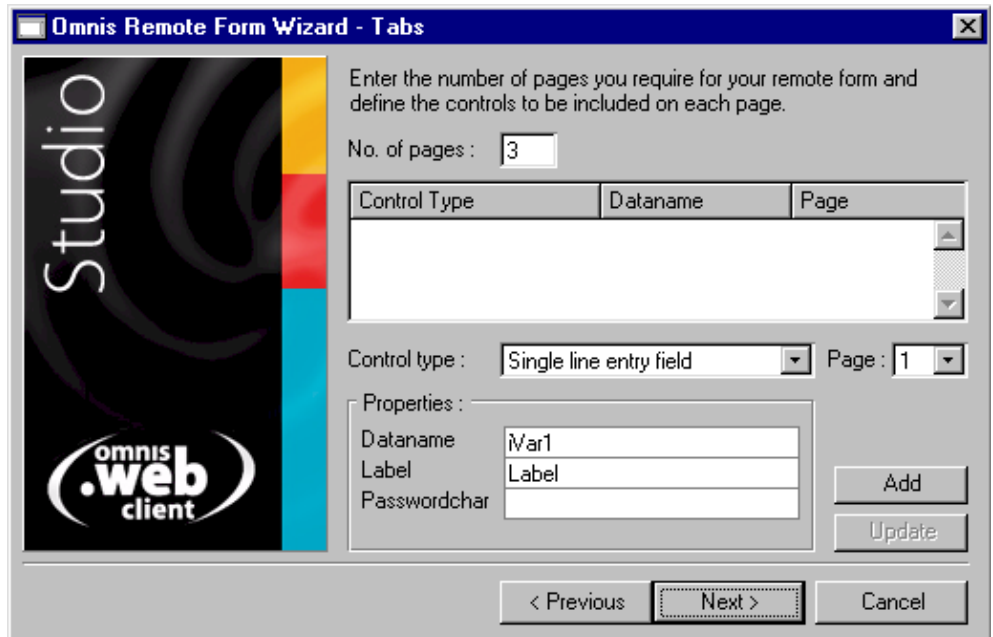 Omnis Remote Form Wizard - Tabs
Studio
Enter the number of pages you require for your remote form and
define the controls to be included on each page.
No. of pages : 3
Control Type Dataname Page
Control type : Single line entry field Page : 1
Properties :
Dataname iVar1
Label Label
Passwordchar
Add
Update
omnis
.web
client
< Previous Next > Cancel